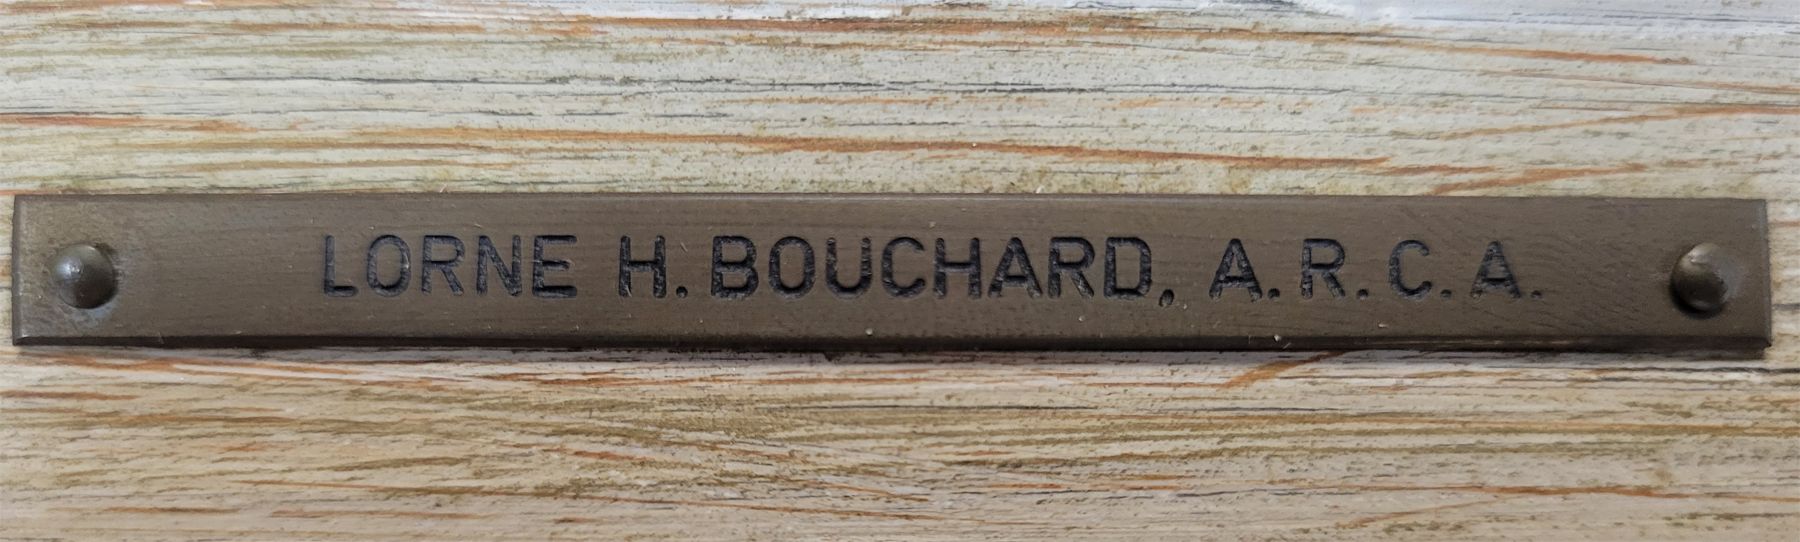 LORNE H. BOUCHARD, A.R.C.A.